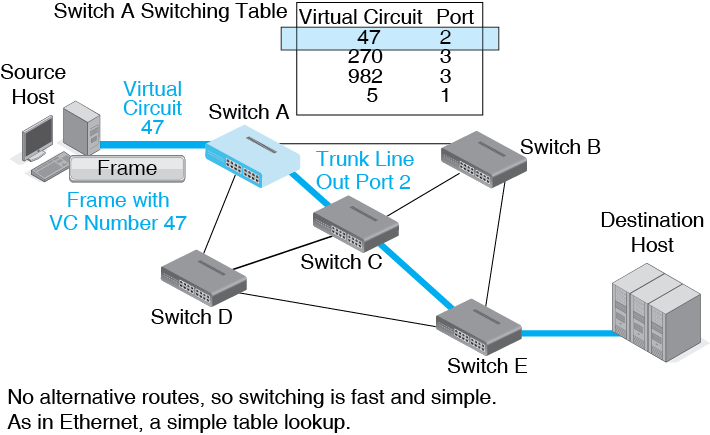 Switch A Switching Table
Virtual Circuit Port
47 2
270 3
982 3
5 1
Source
Host
Virtual
Circuit
47
Switch A
Frame
Frame with
VC Number 47
Trunk Line
Out Port 2
Switch B
Switch C
Destination
Host
Switch D
Switch E
No alternative routes, so switching is fast and simple.
As in Ethernet, a simple table lookup.